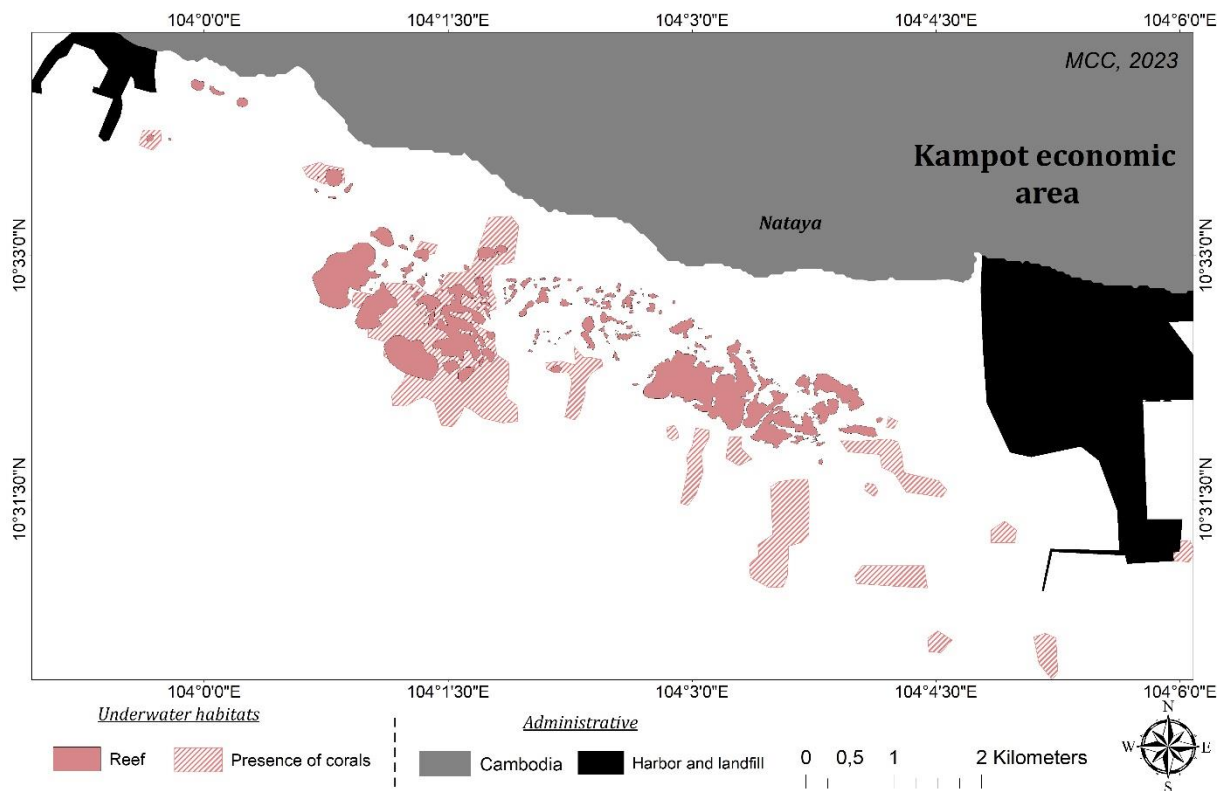 104°0'0"E 104°1'30"E 104°3'0"E 104°4'30"E 104°6'0"E
MCC, 2023
Kampot economic
area
Nataya
10°33'0"N 10°33'0"N
10°31'30"N 10°31'30"N
104°0'0"E 104°1'30"E 104°3'0"E 104°4'30"E 104°6'0"E
Underwater habitats
Reef Presence of corals
Administrative
Cambodia Harbor and landfill
0 0,5 1 2 Kilometers
N
W E
S